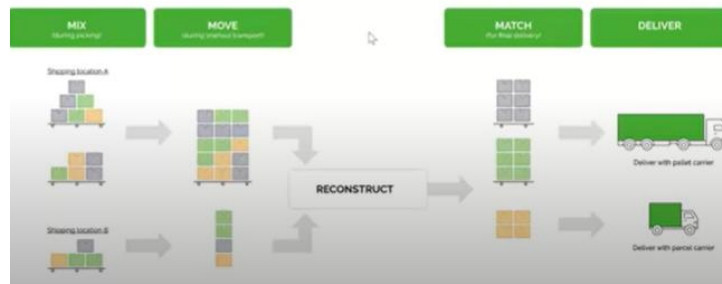 MIX
(during picking)
MOVE
(during linehaul transport)
MATCH
(for final delivery)
DELIVER
Shipping location A
Deliver with pallet carrier
RECONSTRUCT
Shipping location B
Deliver with parcel carrier